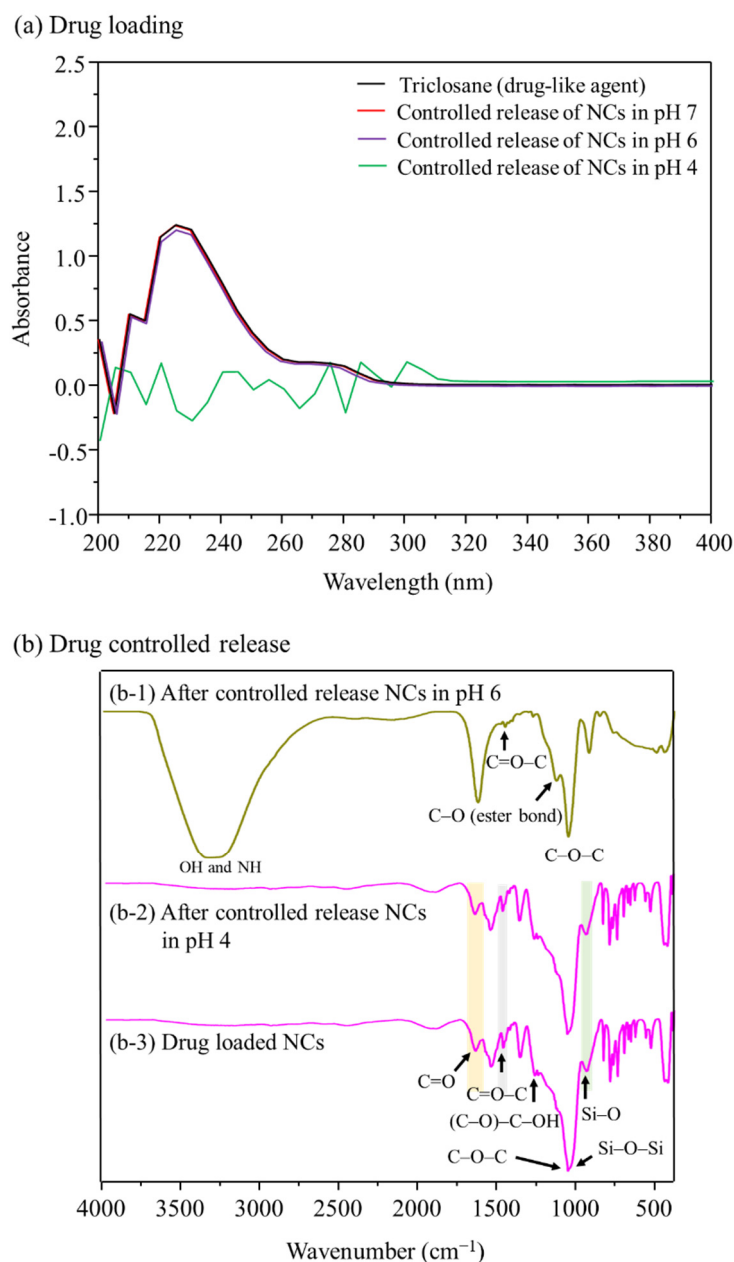 (a) Drug loading
2.5
2.0
1.5
1.0
0.5
0.0
-0.5
-1.0
Absorbance
Triclosane (drug-like agent)
Controlled release of NCs in pH 7
Controlled release of NCs in pH 6
Controlled release of NCs in pH 4
200 220 240 260 280 300 320 340 360 380 400
Wavelength (nm)
(b) Drug controlled release
(b-1) After controlled release NCs in pH 6
C=O–C
C–O (ester bond)
C–O–C
OH and NH
(b-2) After controlled release NCs
in pH 4
(b-3) Drug loaded NCs
C=O
C=O–C
(C–O)–C–OH
Si–O
C–O–C
Si–O–Si
4000 3500 3000 2500 2000 1500 1000 500
Wavenumber (cm⁻¹)